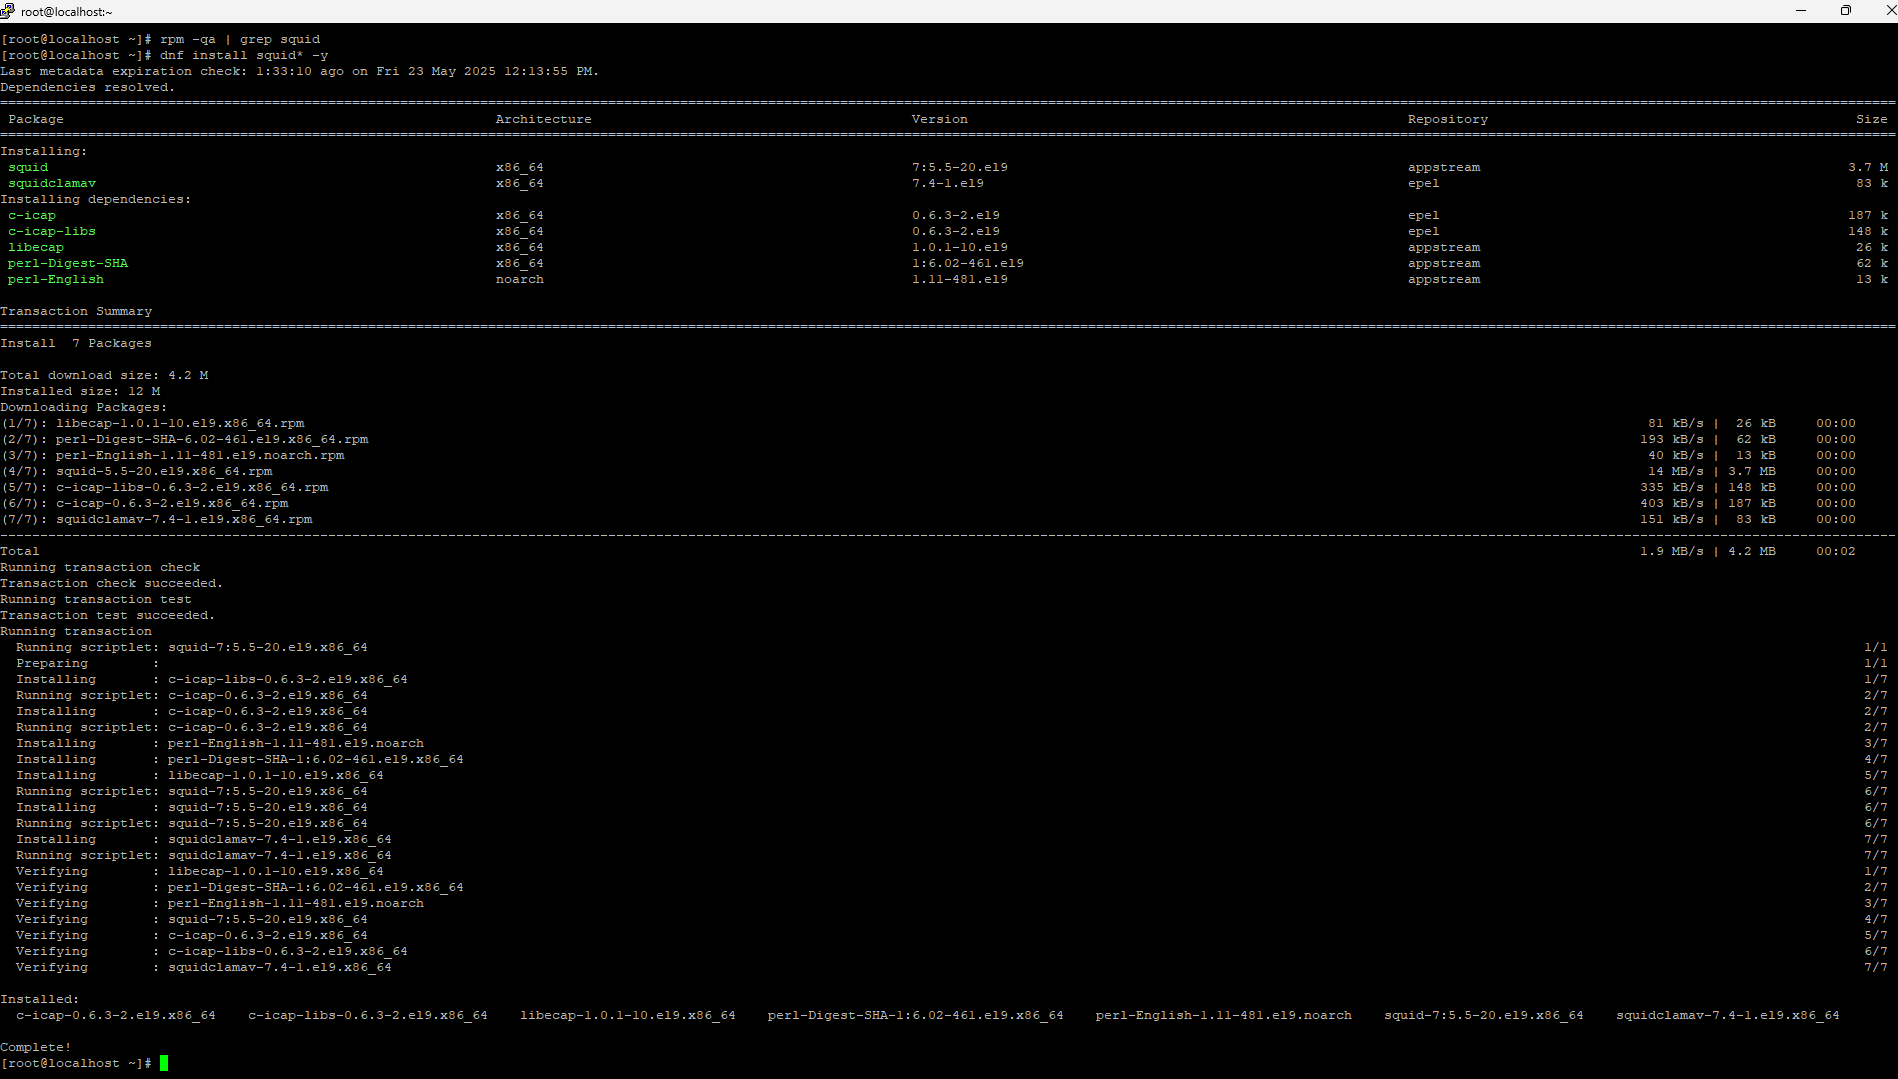 root@localhost:~
[root@localhost ~]# rpm -qa | grep squid
[root@localhost ~]# dnf install squid* -y
Last metadata expiration check: 1:33:10 ago on Fri 23 May 2025 12:13:55 PM.
Dependencies resolved.
Package Architecture Version Repository Size
Installing:
squid x86_64 7:5.5-20.el9 appstream 3.7 M
squidclamav x86_64 7.4-1.el9 epel 83 k
Installing dependencies:
c-icap x86_64 0.6.3-2.el9 epel 187 k
c-icap-libs x86_64 0.6.3-2.el9 epel 148 k
libecap x86_64 1.0.1-10.el9 appstream 26 k
perl-Digest-SHA x86_64 1:6.02-461.el9 appstream 62 k
perl-English noarch 1.11-481.el9 appstream 13 k
Transaction Summary
Install 7 Packages
Total download size: 4.2 M
Installed size: 12 M
Downloading Packages:
(1/7): libecap-1.0.1-10.el9.x86_64.rpm 81 kB/s | 26 kB 00:00
(2/7): perl-Digest-SHA-6.02-461.el9.x86_64.rpm 193 kB/s | 62 kB 00:00
(3/7): perl-English-1.11-481.el9.noarch.rpm 40 kB/s | 13 kB 00:00
(4/7): squid-5.5-20.el9.x86_64.rpm 14 MB/s | 3.7 MB 00:00
(5/7): c-icap-libs-0.6.3-2.el9.x86_64.rpm 335 kB/s | 148 kB 00:00
(6/7): c-icap-0.6.3-2.el9.x86_64.rpm 403 kB/s | 187 kB 00:00
(7/7): squidclamav-7.4-1.el9.x86_64.rpm 151 kB/s | 83 kB 00:00
Total 1.9 MB/s | 4.2 MB 00:02
Running transaction check
Transaction check succeeded.
Running transaction test
Transaction test succeeded.
Running transaction
Running scriptlet: squid-7:5.5-20.el9.x86_64 1/1
Preparing : 1/1
Installing : c-icap-libs-0.6.3-2.el9.x86_64 1/7
Running scriptlet: c-icap-0.6.3-2.el9.x86_64 2/7
Installing : c-icap-0.6.3-2.el9.x86_64 2/7
Running scriptlet: c-icap-0.6.3-2.el9.x86_64 2/7
Installing : perl-English-1.11-481.el9.noarch 3/7
Installing : perl-Digest-SHA-1:6.02-461.el9.x86_64 4/7
Installing : libecap-1.0.1-10.el9.x86_64 5/7
Running scriptlet: squid-7:5.5-20.el9.x86_64 6/7
Installing : squid-7:5.5-20.el9.x86_64 6/7
Running scriptlet: squid-7:5.5-20.el9.x86_64 6/7
Installing : squidclamav-7.4-1.el9.x86_64 7/7
Running scriptlet: squidclamav-7.4-1.el9.x86_64 7/7
Verifying : libecap-1.0.1-10.el9.x86_64 1/7
Verifying : perl-Digest-SHA-1:6.02-461.el9.x86_64 2/7
Verifying : perl-English-1.11-481.el9.noarch 3/7
Verifying : squid-7:5.5-20.el9.x86_64 4/7
Verifying : c-icap-0.6.3-2.el9.x86_64 5/7
Verifying : c-icap-libs-0.6.3-2.el9.x86_64 6/7
Verifying : squidclamav-7.4-1.el9.x86_64 7/7
Installed:
c-icap-0.6.3-2.el9.x86_64 c-icap-libs-0.6.3-2.el9.x86_64 libecap-1.0.1-10.el9.x86_64 perl-Digest-SHA-1:6.02-461.el9.x86_64 perl-English-1.11-481.el9.noarch squid-7:5.5-20.el9.x86_64 squidclamav-7.4-1.el9.x86_64
Complete!
[root@localhost ~]#